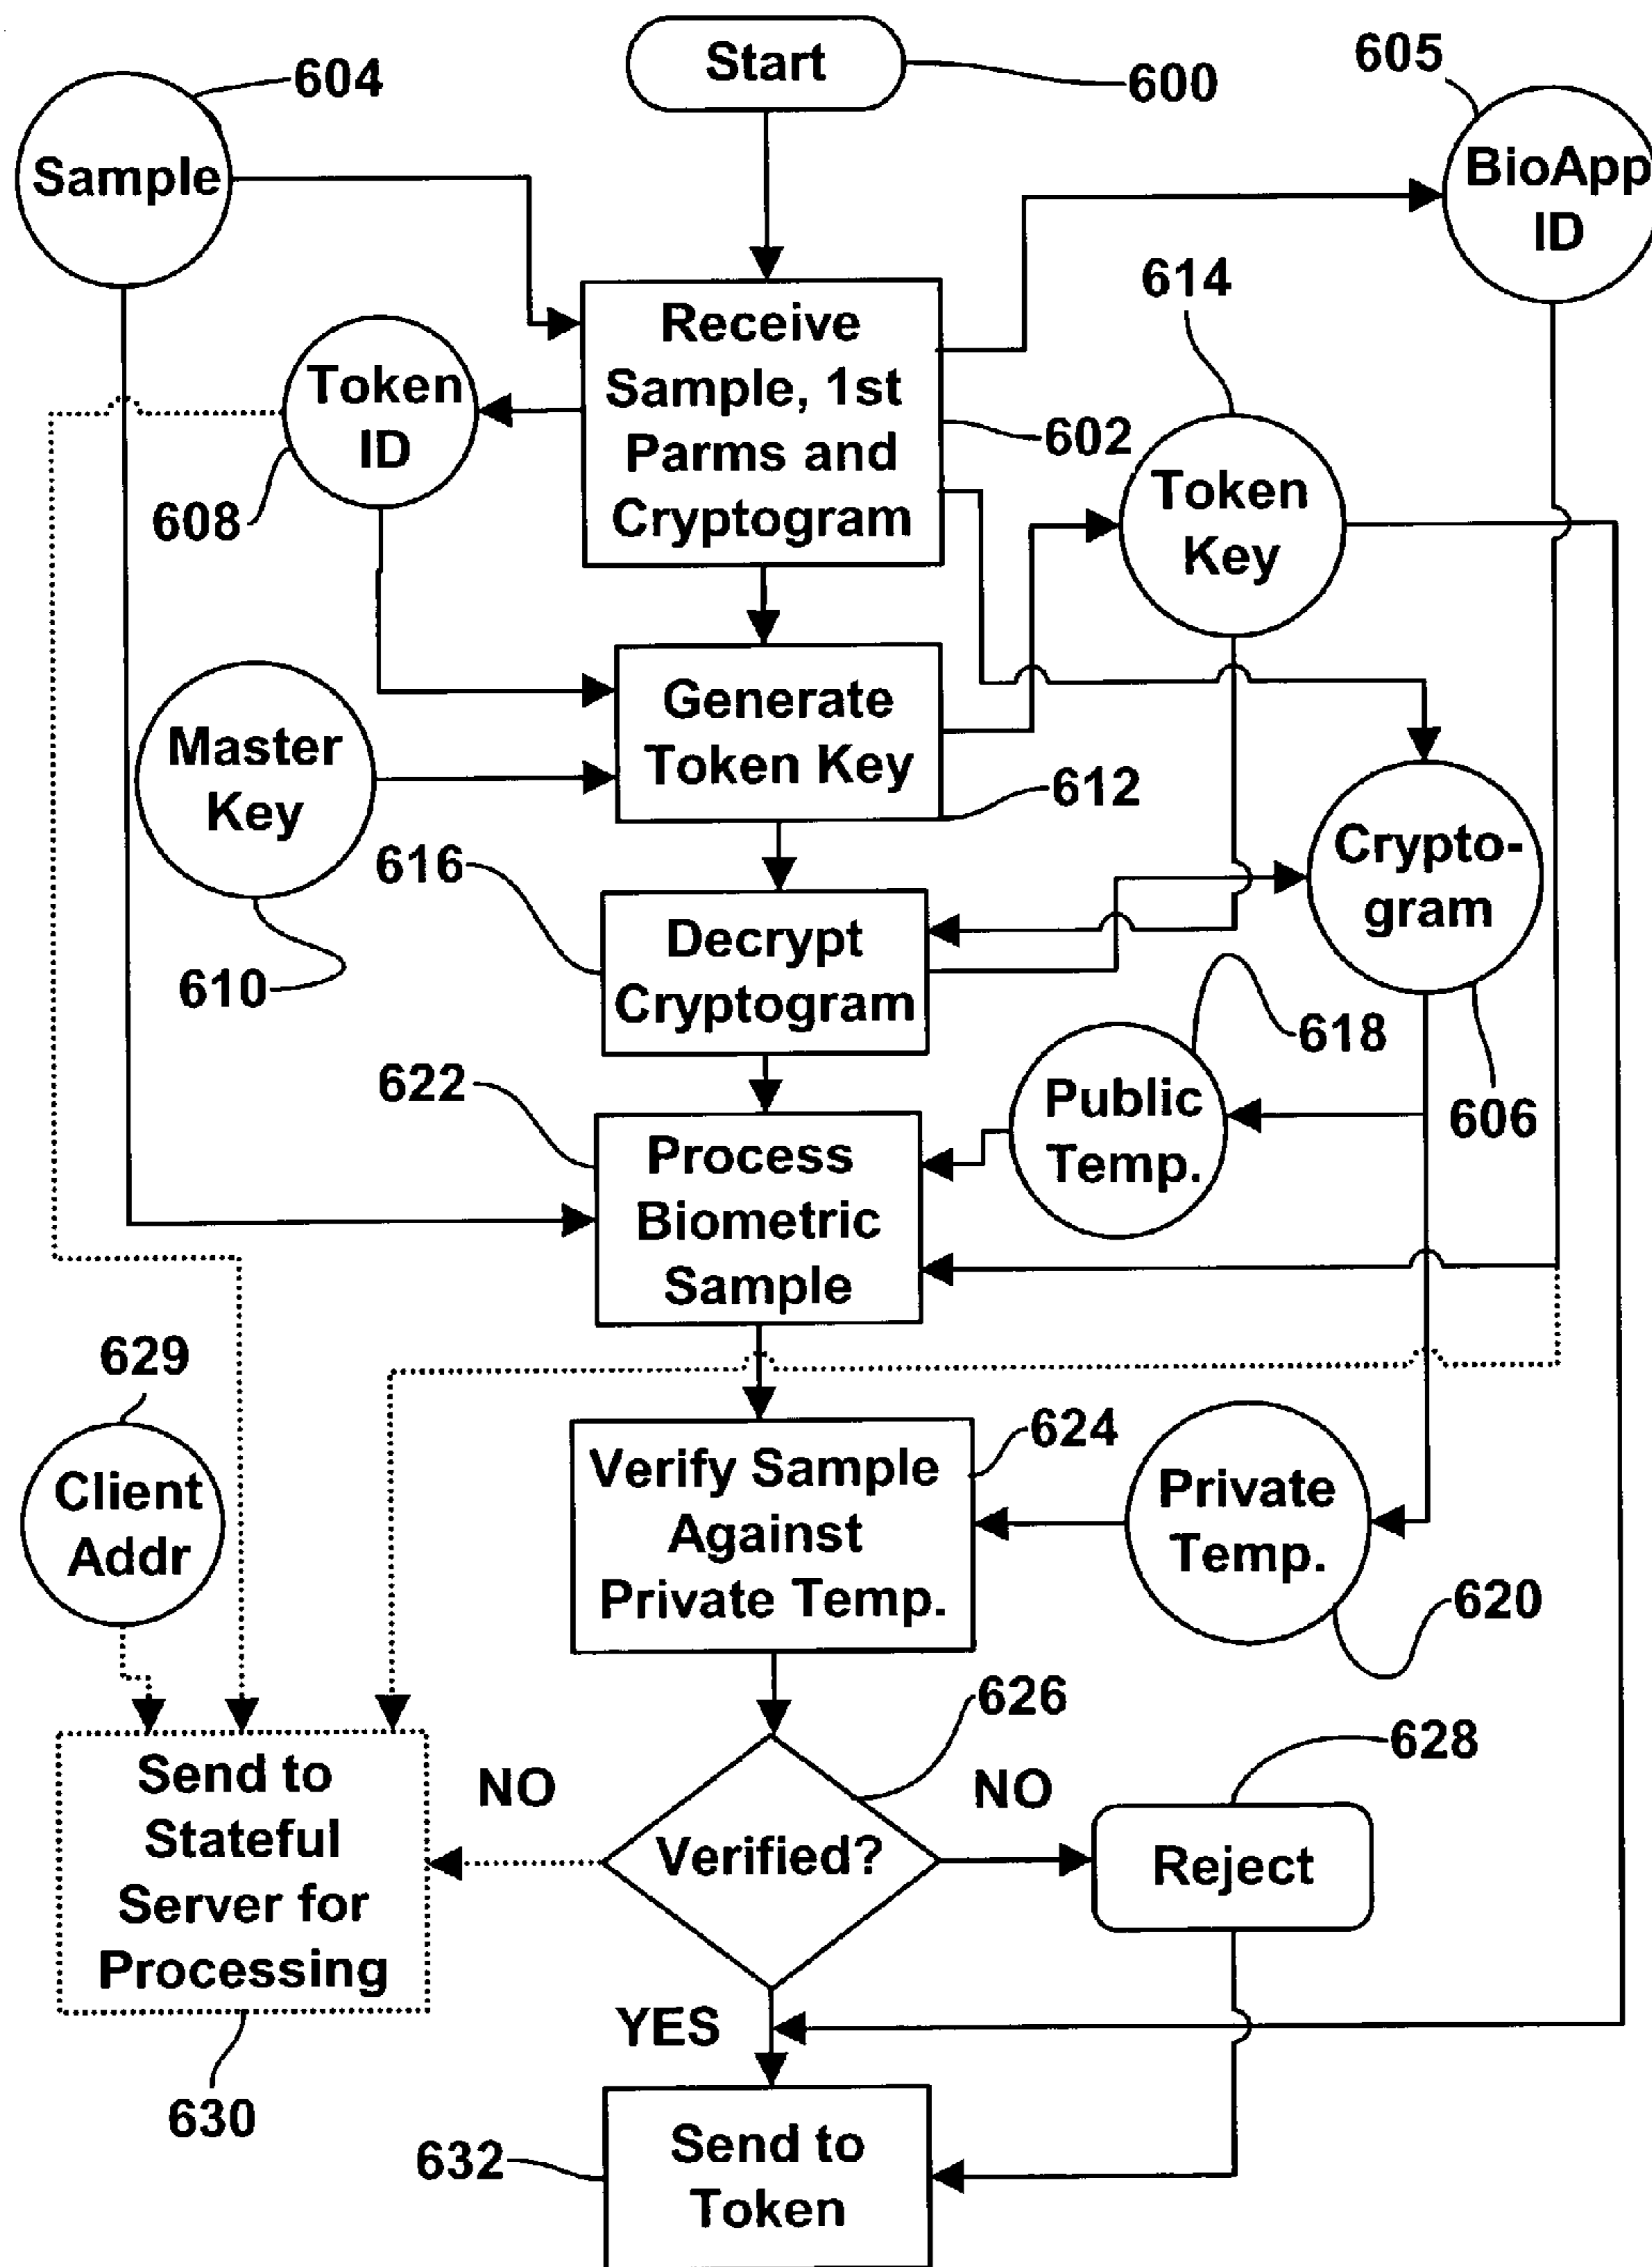 Start
600
604
605
Sample
BioApp
ID
614
Receive
Sample, 1st
Parms and
Cryptogram
602
Token
ID
608
Token
Key
Generate
Token Key
612
Master
Key
610
616
Decrypt
Cryptogram
Crypto-
gram
606
618
Public
Temp.
622
Process
Biometric
Sample
629
Client
Addr
624
Verify Sample
Against
Private Temp.
Private
Temp.
620
626
628
NO
NO
Verified?
Reject
Send to
Stateful
Server for
Processing
630
YES
632
Send to
Token